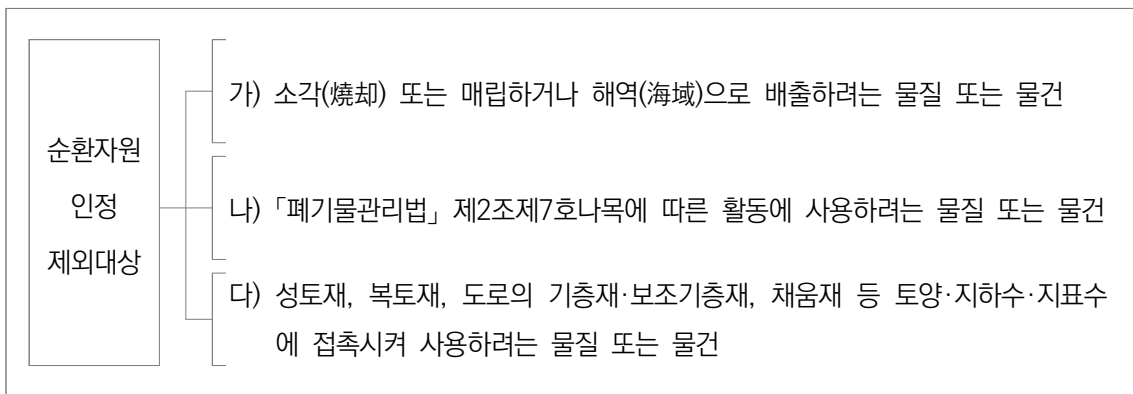 순환자원
인정
제외대상
가) 소각(燒却) 또는 매립하거나 해역(海域)으로 배출하려는 물질 또는 물건
나) 「폐기물관리법」 제2조제7호나목에 따른 활동에 사용하려는 물질 또는 물건
다) 성토재, 복토재, 도로의 기층재·보조기층재, 채움재 등 토양·지하수·지표수
에 접촉시켜 사용하려는 물질 또는 물건